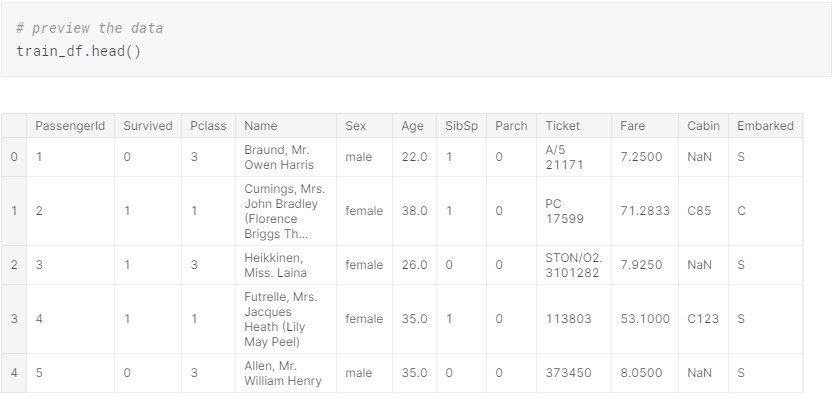 # preview the data
train_df.head()
PassengerId Survived Pclass Name Sex Age SibSp Parch Ticket Fare Cabin Embarked
0 1 0 3 Braund, Mr. Owen Harris male 22.0 1 0 A/5 21171 7.2500 NaN S
1 2 1 1 Cumings, Mrs. John Bradley (Florence Briggs Th... female 38.0 1 0 PC 17599 71.2833 C85 C
2 3 1 3 Heikkinen, Miss. Laina female 26.0 0 0 STON/O2. 3101282 7.9250 NaN S
3 4 1 1 Futrelle, Mrs. Jacques Heath (Lily May Peel) female 35.0 1 0 113803 53.1000 C123 S
4 5 0 3 Allen, Mr. William Henry male 35.0 0 0 373450 8.0500 NaN S